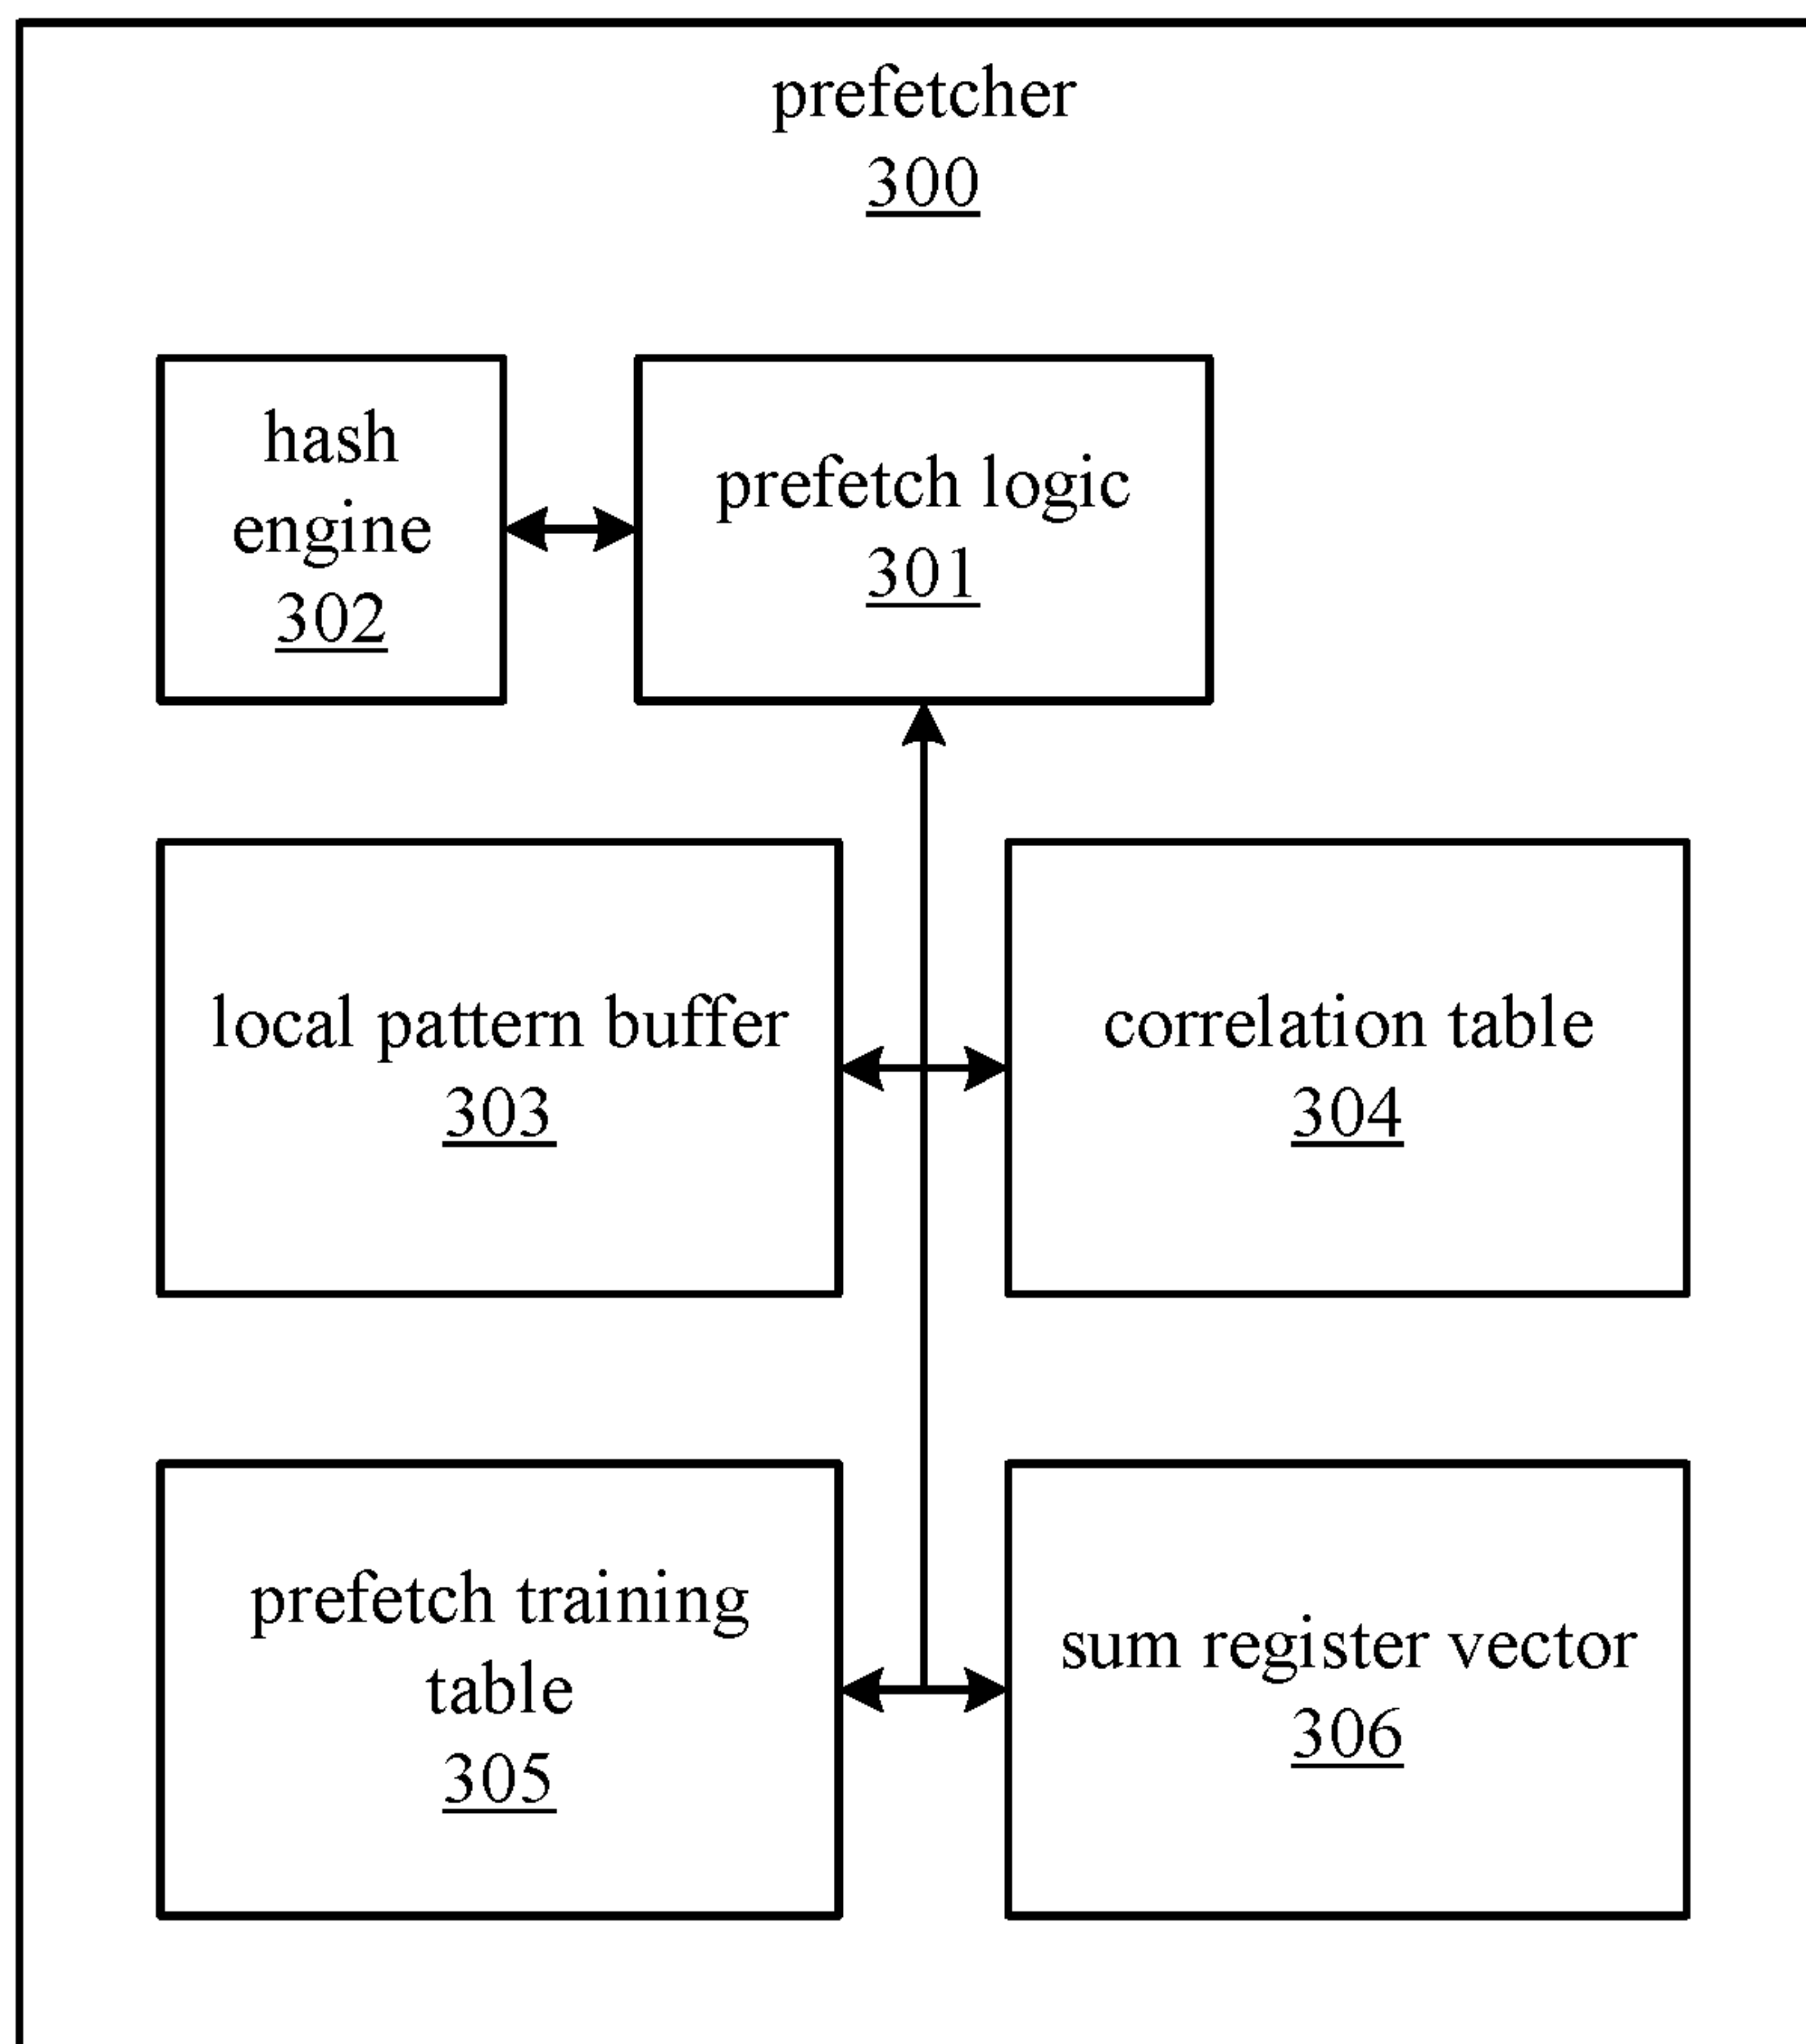 prefetcher
300
hash
engine
302
prefetch logic
301
local pattern buffer
303
correlation table
304
prefetch training
table
305
sum register vector
306